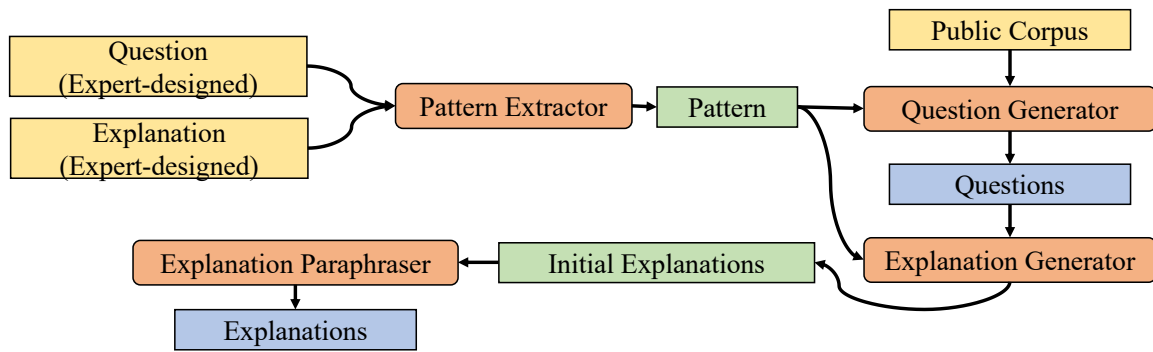 Public Corpus
Question
(Expert-designed)
Pattern Extractor
Pattern
Question Generator
Explanation
(Expert-designed)
Questions
Explanation Paraphraser
Initial Explanations
Explanation Generator
Explanations